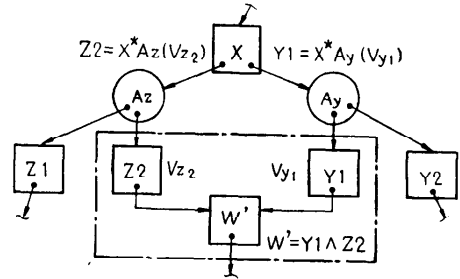 Z2=X*Az(Vz₂) X Y1=X*Ay(Vy₁)
Az Ay
Z1 Z2 Vz₂ Vy₁ Y1 Y2
W' W'=Y1∧Z2